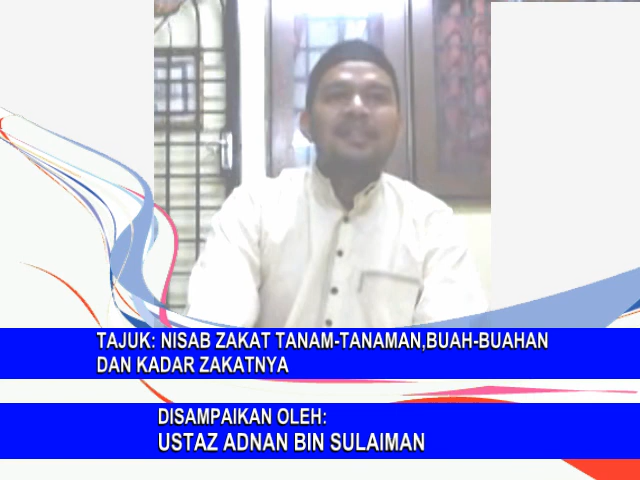 TAJUK: NISAB ZAKAT TANAM-TANAMAN,BUAH-BUAHAN
DAN KADAR ZAKATNYA
DISAMPAIKAN OLEH:
USTAZ ADNAN BIN SULAIMAN